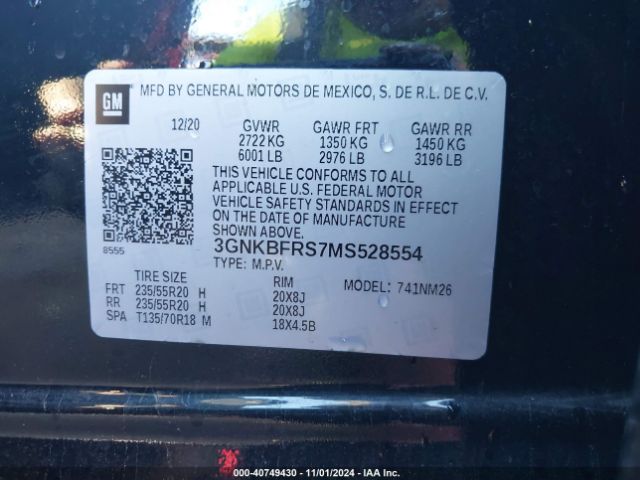 GM
MFD BY GENERAL MOTORS DE MEXICO, S. DE R.L. DE C.V.
12/20 GVWR GAWR FRT GAWR RR
2722 KG 1350 KG 1450 KG
6001 LB 2976 LB 3196 LB
THIS VEHICLE CONFORMS TO ALL
APPLICABLE U.S. FEDERAL MOTOR
VEHICLE SAFETY STANDARDS IN EFFECT
ON THE DATE OF MANUFACTURE
SHOWN ABOVE
8555
3GNKBFRS7MS528554
TYPE: M.P.V.
TIRE SIZE RIM MODEL: 741NM26
FRT 235/55R20 H 20X8J
RR 235/55R20 H 20X8J
SPA T135/70R18 M 18X4.5B
000-40749430 - 11/01/2024 - IAA Inc.